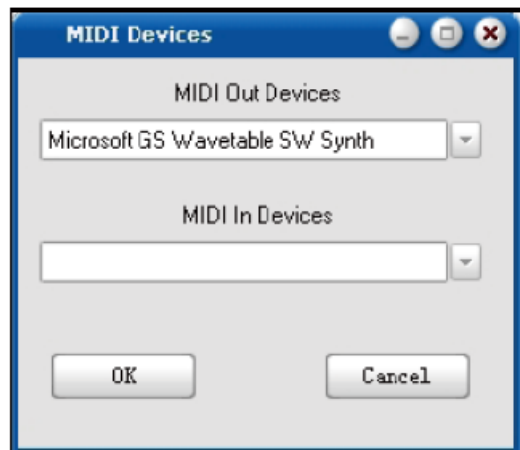 MIDI Devices
MIDI Out Devices
Microsoft GS Wavetable SW Synth
MIDI In Devices
OK Cancel